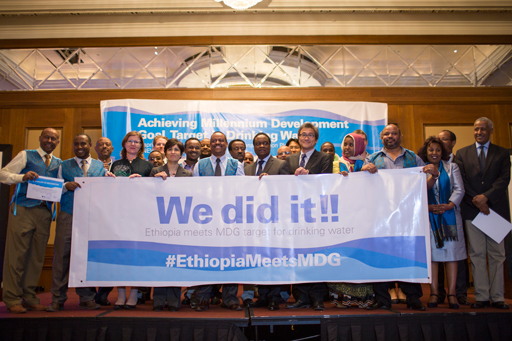 Achieving Millennium Development
Goal Target
Drinking Wa
We did it!!
Ethiopia meets MDG target for drinking water
#EthiopiaMeetsMDG